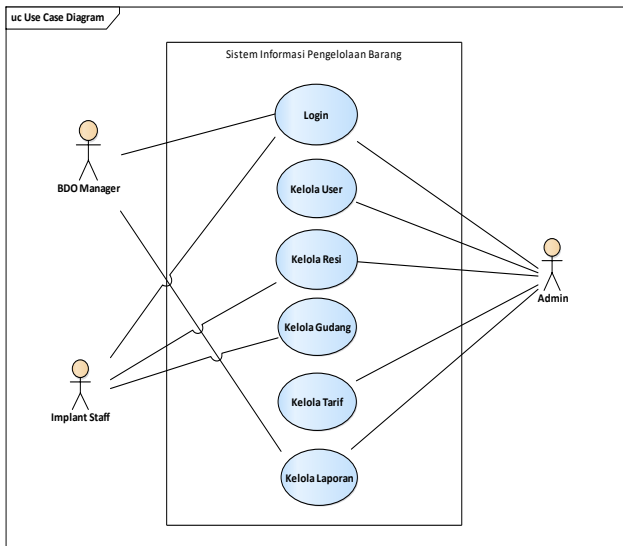 uc Use Case Diagram
Sistem Informasi Pengelolaan Barang
Login
BDO Manager
Kelola User
Kelola Resi
Admin
Kelola Gudang
Implant Staff
Kelola Tarif
Kelola Laporan